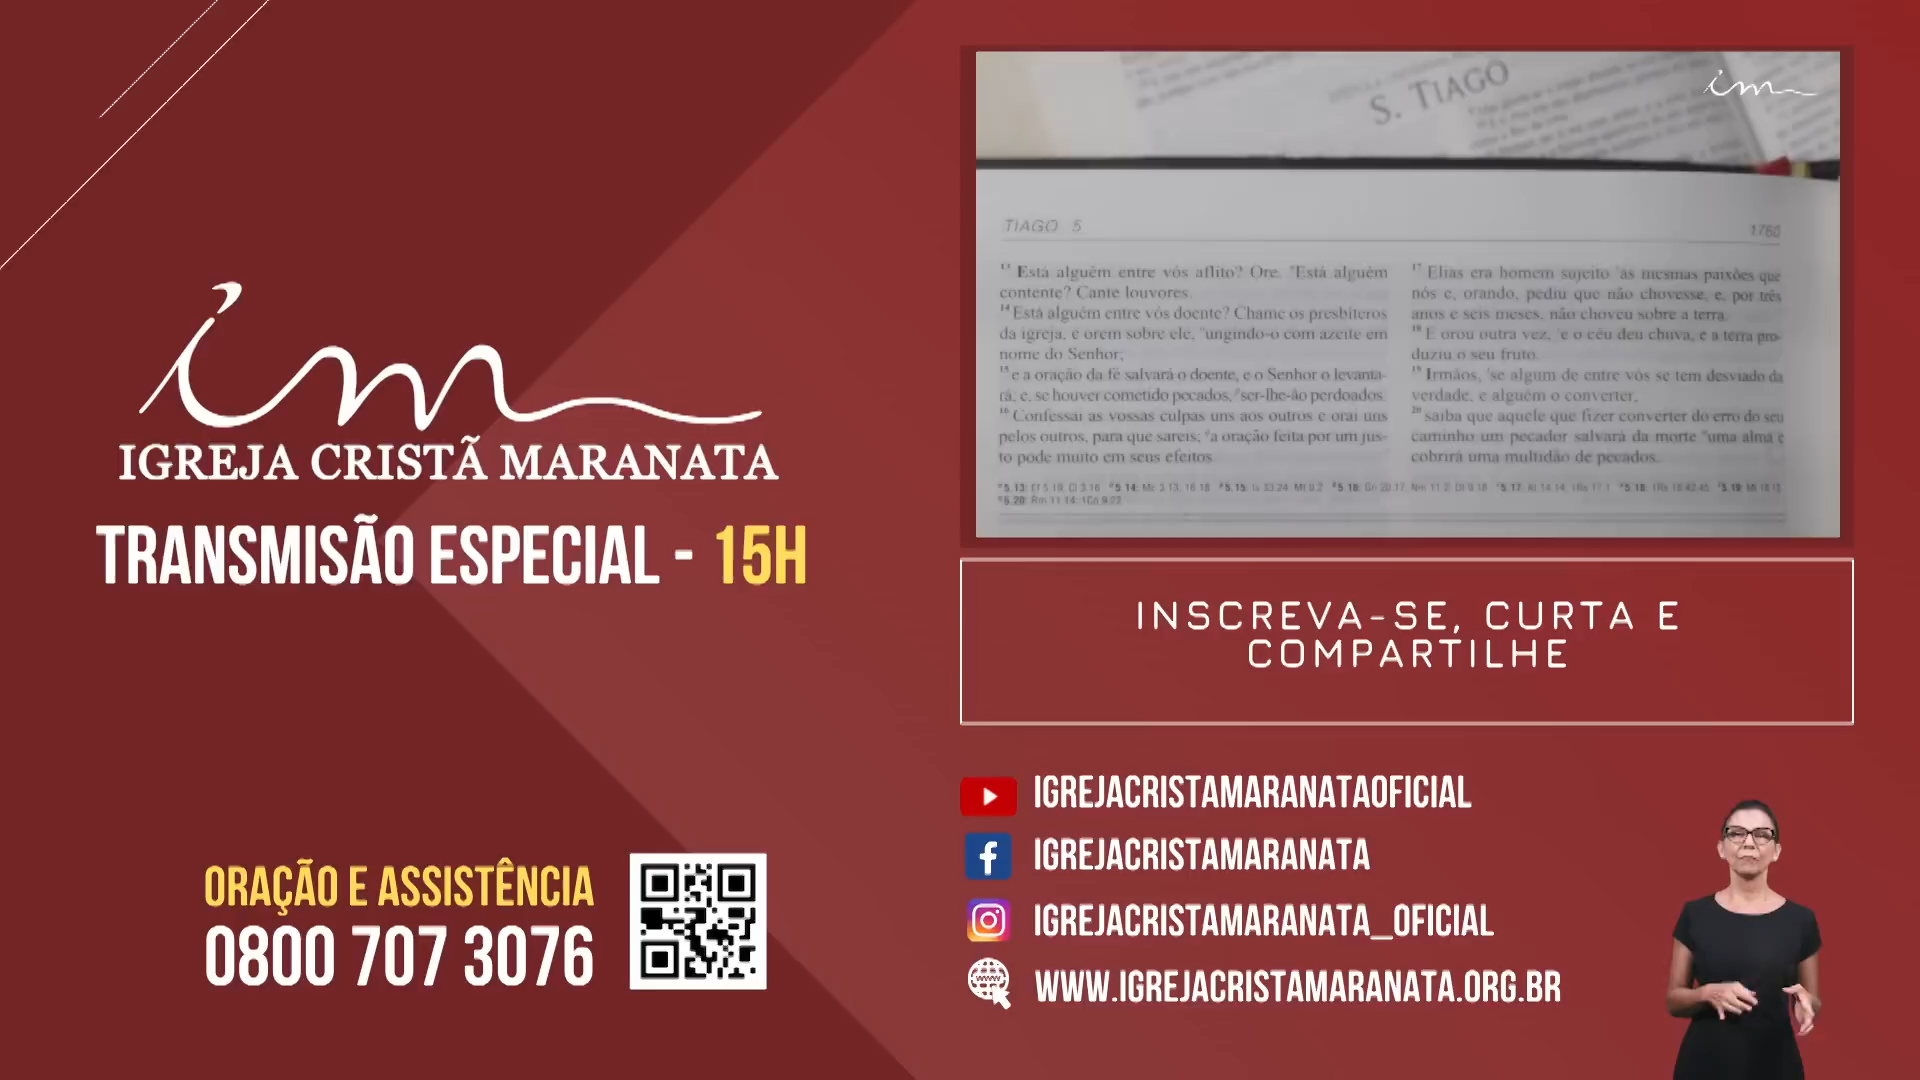 im
IGREJA CRISTÃ MARANATA
TRANSMISÃO ESPECIAL - 15H
ORAÇÃO E ASSISTÊNCIA
0800 707 3076
S. TIAGO
im
TIAGO 5
1760
13 Está alguém entre vós aflito? Ore. Está alguém
contente? Cante louvores.
14 Está alguém entre vós doente? Chame os presbíteros
da igreja, e orem sobre ele, ungindo-o com azeite em
nome do Senhor;
15 e a oração da fé salvará o doente, e o Senhor o levanta-
rá, e, se houver cometido pecados, ser-lhe-ão perdoados.
16 Confessai as vossas culpas uns aos outros e orai uns
pelos outros, para que sareis; a oração feita por um jus-
to pode muito em seus efeitos.
17 Elias era homem sujeito às mesmas paixões que
nós e, orando, pediu que não chovesse, e, por três
anos e seis meses, não choveu sobre a terra.
18 E orou outra vez, e o céu deu chuva, e a terra pro-
duziu o seu fruto.
19 Irmãos, se algum de entre vós se tem desviado da
verdade, e alguém o converter,
20 saiba que aquele que fizer converter do erro do seu
caminho um pecador salvará da morte uma alma e
cobrirá uma multidão de pecados.
INSCREVA-SE, CURTA E
COMPARTILHE
IGREJACRISTAMARANATAOFICIAL
IGREJACRISTAMARANATA
IGREJACRISTAMARANATA_OFICIAL
WWW.IGREJACRISTAMARANATA.ORG.BR